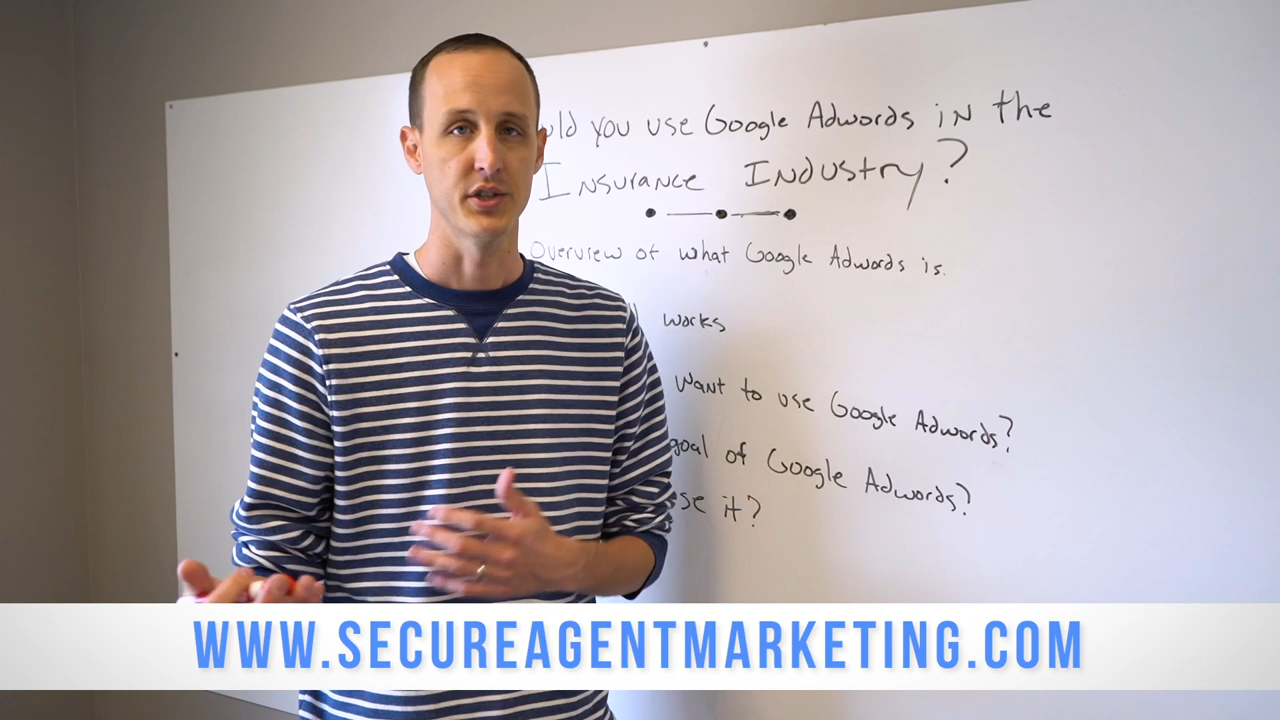 uld you use Google Adwords in the
Insurance Industry?
Overview of what Google Adwords is.
works
want to use Google Adwords?
goal of Google Adwords?
se it?
WWW.SECUREAGENTMARKETING.COM